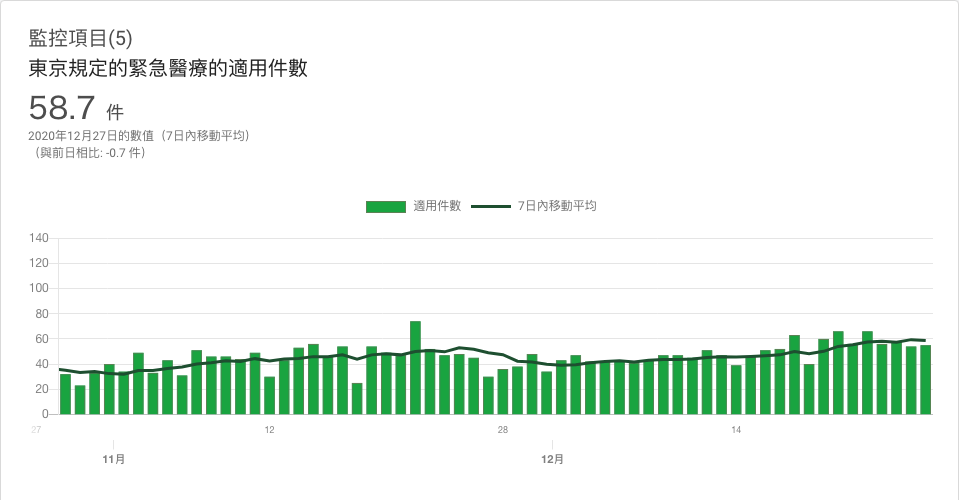 監控項目(5)
東京規定的緊急醫療的適用件數
58.7 件
2020年12月27日的數值（7日內移動平均）
（與前日相比: -0.7 件）
適用件數 7日內移動平均
140
120
100
80
60
40
20
0
27 12 28 14
11月 12月